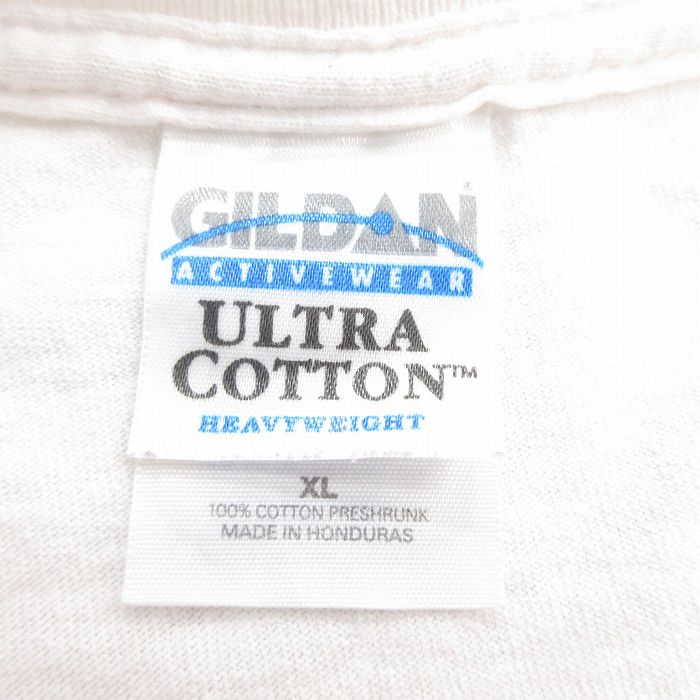 GILDAN®
ACTIVEWEAR
ULTRA
COTTON™
HEAVYWEIGHT
XL
100% COTTON PRESHRUNK
MADE IN HONDURAS